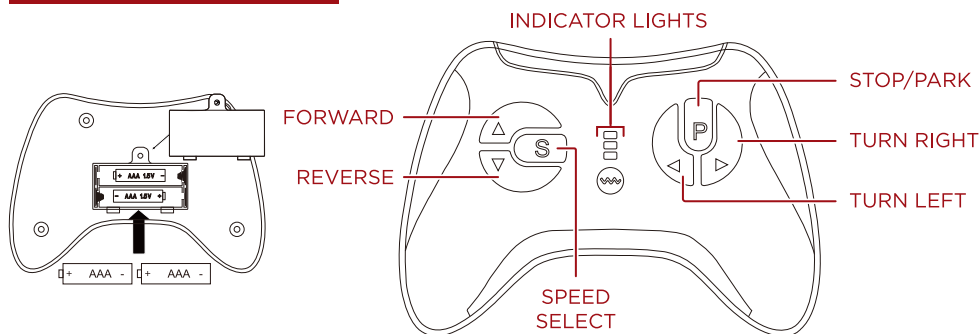 INDICATOR LIGHTS
STOP/PARK
FORWARD
P
TURN RIGHT
S
REVERSE
TURN LEFT
+ AAA 1.5V -
- AAA 1.5V +
+ AAA - + AAA -
SPEED
SELECT